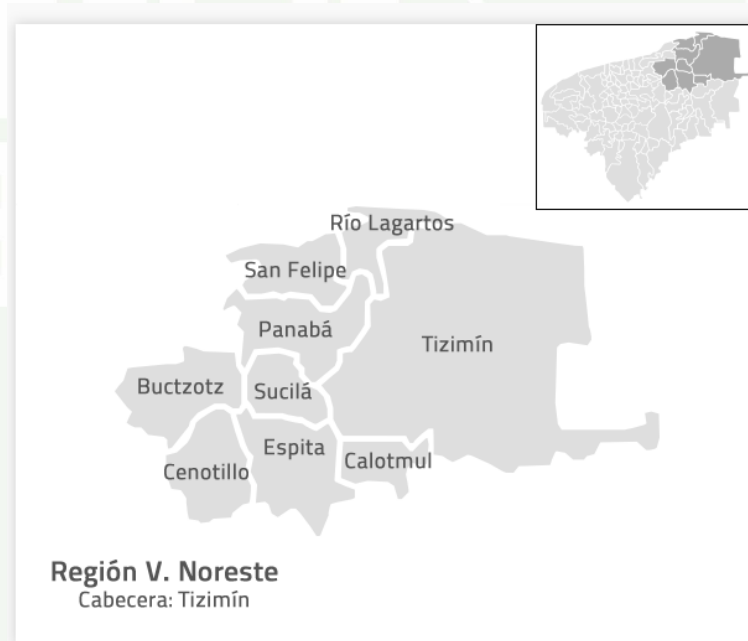 Río Lagartos
San Felipe
Panabá
Tizimín
Buctzotz
Sucilá
Espita
Calotmul
Cenotillo
Región V. Noreste
Cabecera: Tizimín